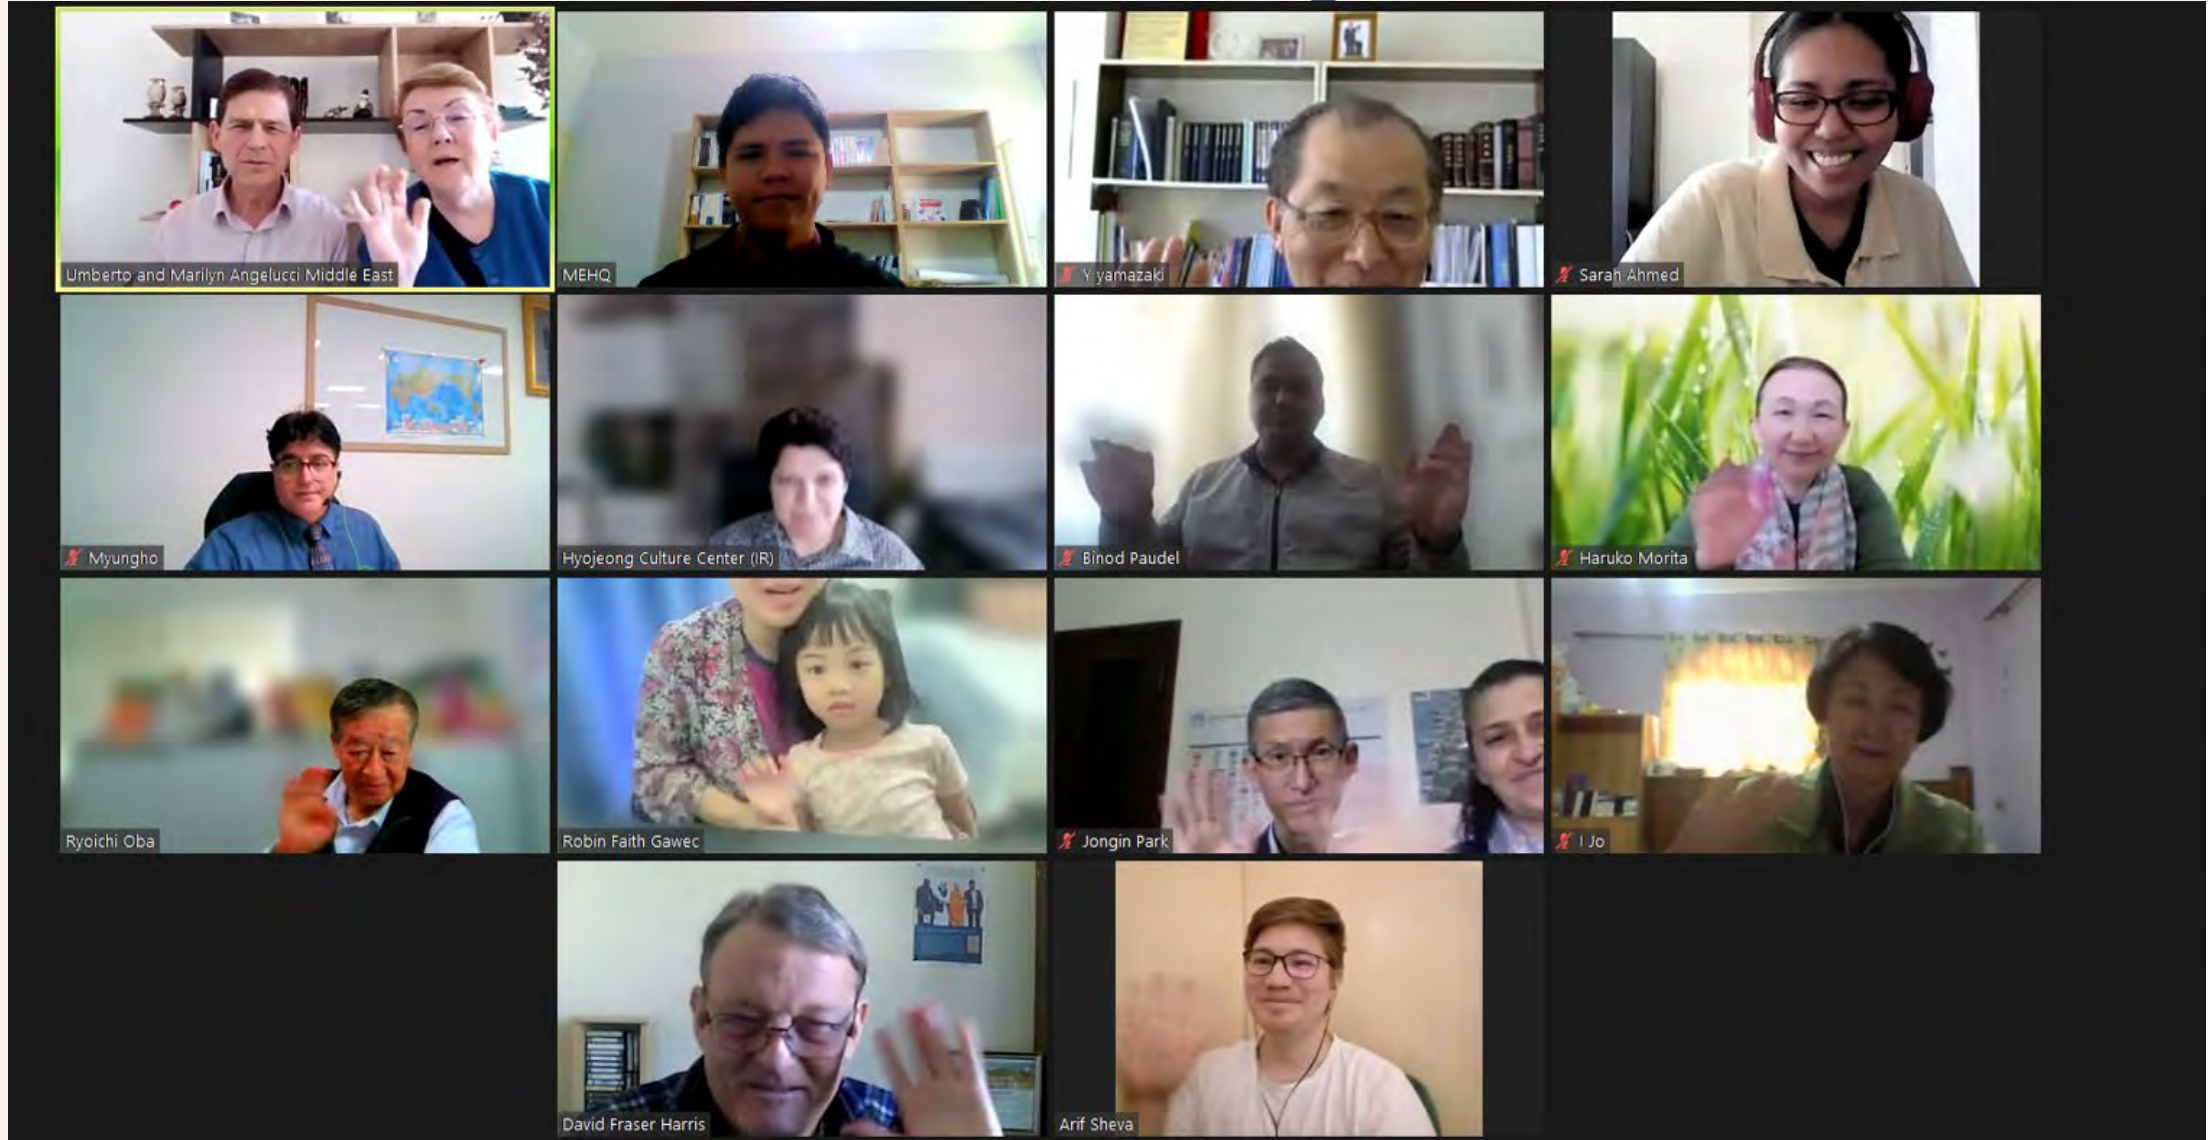 Umberto and Marilyn Angelucci Middle East
MEHQ
Y yamazaki
Sarah Ahmed
Myungho
Hyojeong Culture Center (IR)
Binod Paudel
Haruko Morita
Ryoichi Oba
Robin Faith Gawec
Jongin Park
I Jo
David Fraser Harris
Arif Sheva